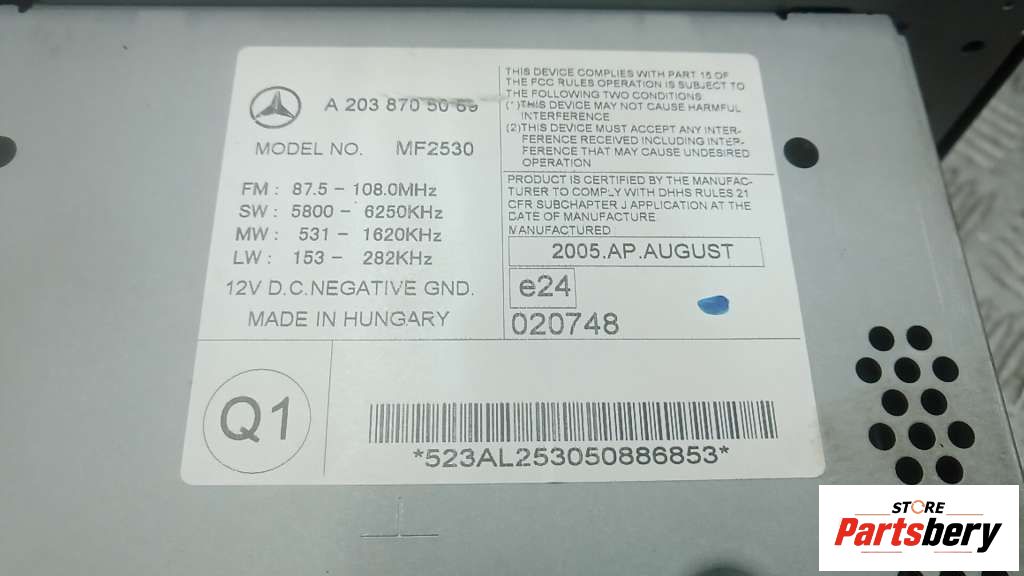 A 203 870 50 69
MODEL NO. MF2530
FM : 87.5 - 108.0MHz
SW : 5800 - 6250KHz
MW : 531 - 1620KHz
LW : 153 - 282KHz
12V D.C.NEGATIVE GND.
MADE IN HUNGARY
THIS DEVICE COMPLIES WITH PART 15 OF
THE FCC RULES OPERATION IS SUBJECT TO
THE FOLLOWING TWO CONDITIONS:
(1)THIS DEVICE MAY NOT CAUSE HARMFUL
INTERFERENCE
(2)THIS DEVICE MUST ACCEPT ANY INTER-
FERENCE RECEIVED INCLUDING INTER-
FERENCE THAT MAY CAUSE UNDESIRED
OPERATION
PRODUCT IS CERTIFIED BY THE MANUFAC-
TURER TO COMPLY WITH DHHS RULES 21
CFR SUBCHAPTER J APPLICATION AT THE
DATE OF MANUFACTURE.
MANUFACTURED
2005.AP.AUGUST
e24
020748
Q1
*523AL253050886853*
STORE
Partsbery